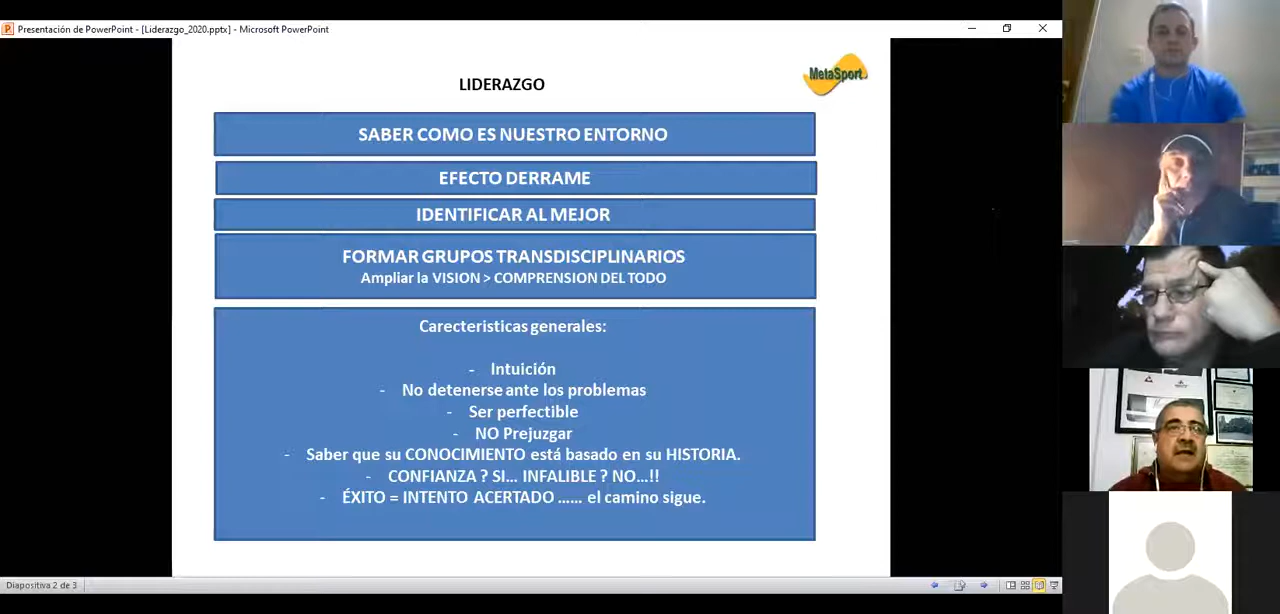 Presentación de PowerPoint - [Liderazgo_2020.pptx] - Microsoft PowerPoint
LIDERAZGO
MetaSport
SABER COMO ES NUESTRO ENTORNO
EFECTO DERRAME
IDENTIFICAR AL MEJOR
FORMAR GRUPOS TRANSDISCIPLINARIOS
Ampliar la VISION > COMPRENSION DEL TODO
Carecteristicas generales:
- Intuición
- No detenerse ante los problemas
- Ser perfectible
- NO Prejuzgar
- Saber que su CONOCIMIENTO está basado en su HISTORIA.
- CONFIANZA ? SI... INFALIBLE ? NO...!!
- ÉXITO = INTENTO ACERTADO ...... el camino sigue.
Diapositiva 2 de 3